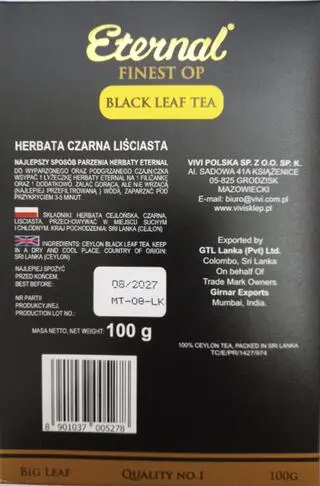 Eternal
FINEST OP
BLACK LEAF TEA
HERBATA CZARNA LIŚCIASTA
NAJLEPSZY SPOSÓB PARZENIA HERBATY ETERNAL
DO WYPARZONEGO ORAZ PODGRZANEGO CZAJNICZKA
WSYPAĆ 1 ŁYŻECZKĘ HERBATY ETERNAL NA 1 FILIŻANKĘ
ORAZ 1 DODATKOWO. ZALAĆ GORĄCĄ, ALE NIE WRZĄCĄ
(NAJLEPIEJ PRZEFILTROWANĄ) WODĄ, ZAPARZAĆ POD
PRZYKRYCIEM 3-5 MINUT.
SKŁADNIKI: HERBATA CEJLOŃSKA, CZARNA,
LIŚCIASTA. PRZECHOWYWAĆ W MIEJSCU SUCHYM
I CHŁODNYM. KRAJ POCHODZENIA: SRI LANKA (CEJLON)
INGREDIENTS: CEYLON BLACK LEAF TEA. KEEP
IN A DRY AND COOL PLACE. COUNTRY OF ORIGIN:
SRI LANKA (CEYLON)
NAJLEPIEJ SPOŻYĆ
PRZED KOŃCEM,
BEST BEFORE:
08/2027
NR PARTII
PRODUKCYJNEJ,
PRODUCTION LOT NO.:
MT-08-LK
MASA NETTO, NET WEIGHT: 100 g
8 901037 005278
VIVI POLSKA SP. Z O.O. SP. K.
AL. SADOWA 41A KSIĄŻENICE
05-825 GRODZISK
MAZOWIECKI
E-mail: biuro@vivi.com.pl
www.vivisklep.pl
Exported by
GTL Lanka (Pvt) Ltd.
Colombo, Sri Lanka
On behalf Of
Trade Mark Owners
Girnar Exports
Mumbai, India.
100% CEYLON TEA, PACKED IN SRI LANKA
TC/E/PR/1427/974
BIG LEAF
QUALITY NO.1
100G